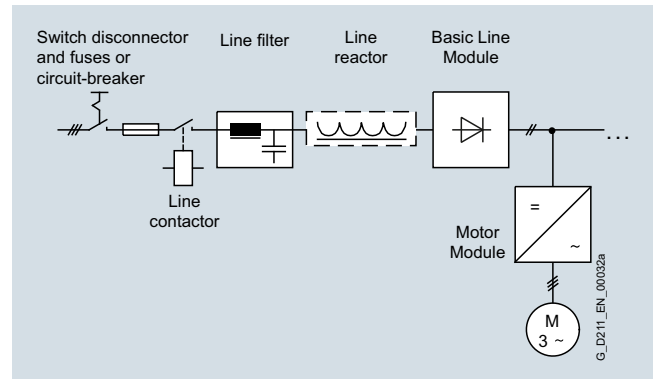 Switch disconnector
and fuses or
circuit-breaker
Line filter
Line
reactor
Basic Line
Module
Line
contactor
...
=
~
Motor
Module
M
3 ~
G_D211_EN_00032a